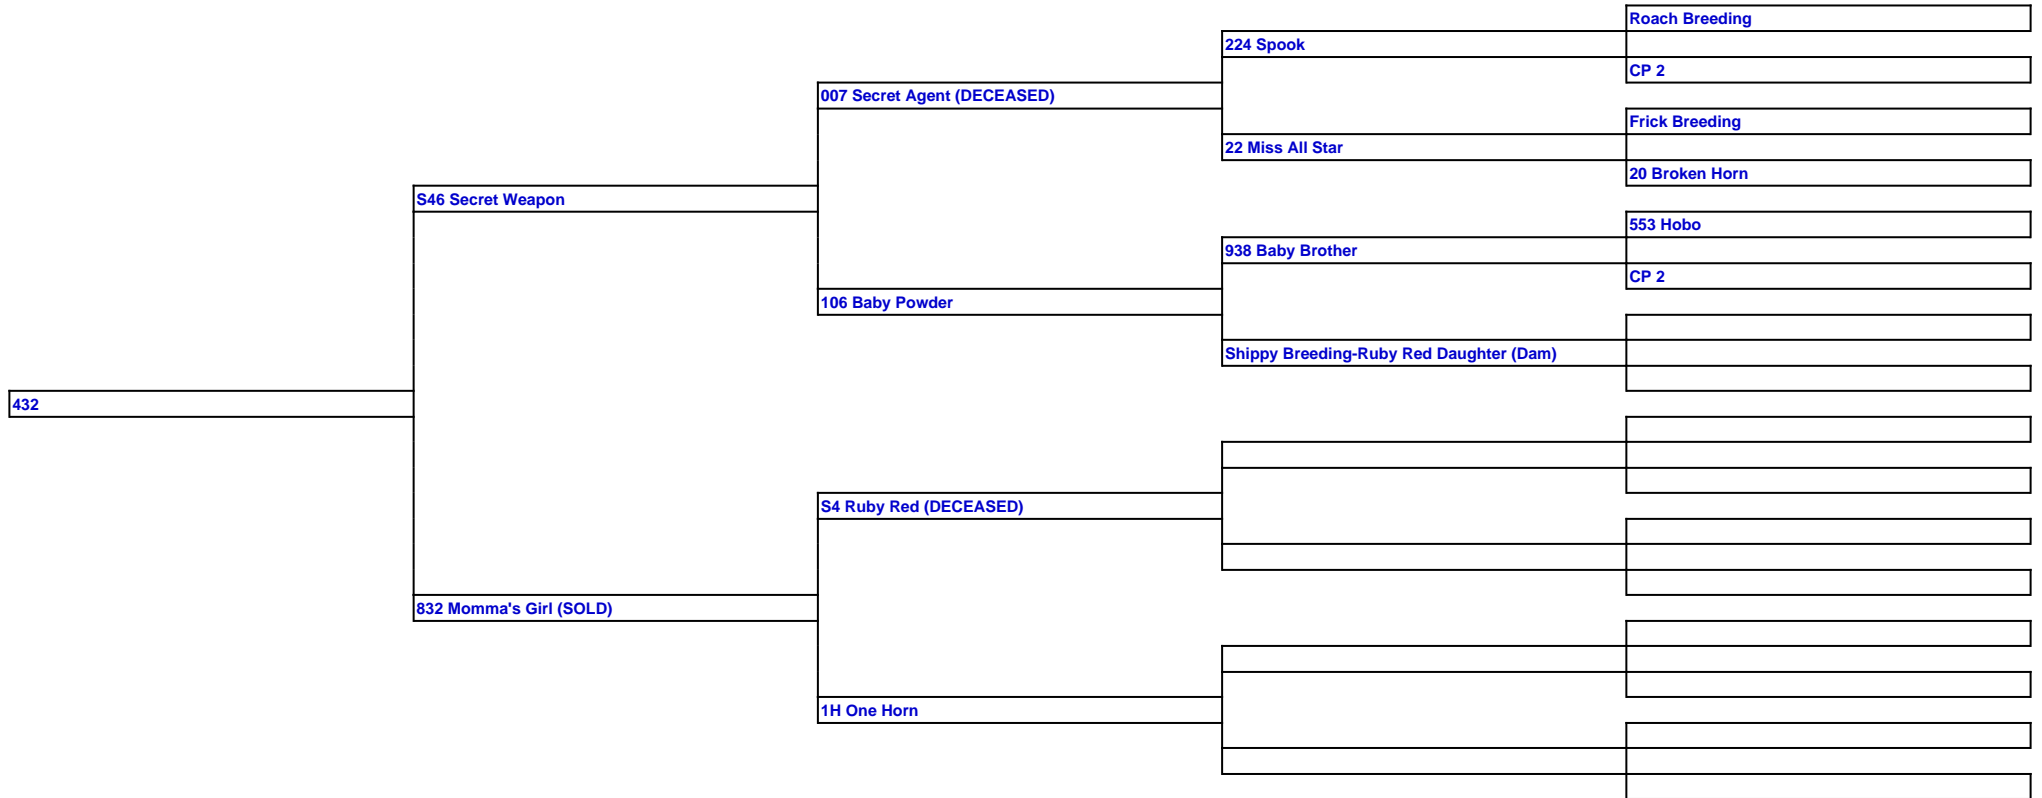 Roach Breeding
224 Spook
CP 2
007 Secret Agent (DECEASED)
Frick Breeding
22 Miss All Star
20 Broken Horn
S46 Secret Weapon
553 Hobo
938 Baby Brother
CP 2
106 Baby Powder
Shippy Breeding-Ruby Red Daughter (Dam)
432
S4 Ruby Red (DECEASED)
832 Momma's Girl (SOLD)
1H One Horn